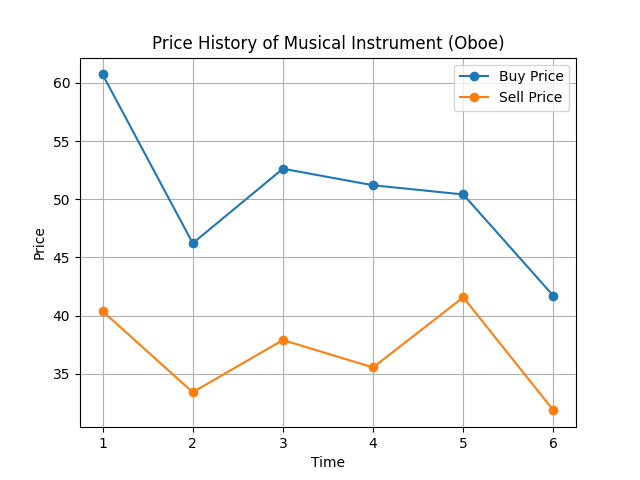 Price History of Musical Instrument (Oboe)
Buy Price
Sell Price
60
55
50
45
40
35
Price
1 2 3 4 5 6
Time